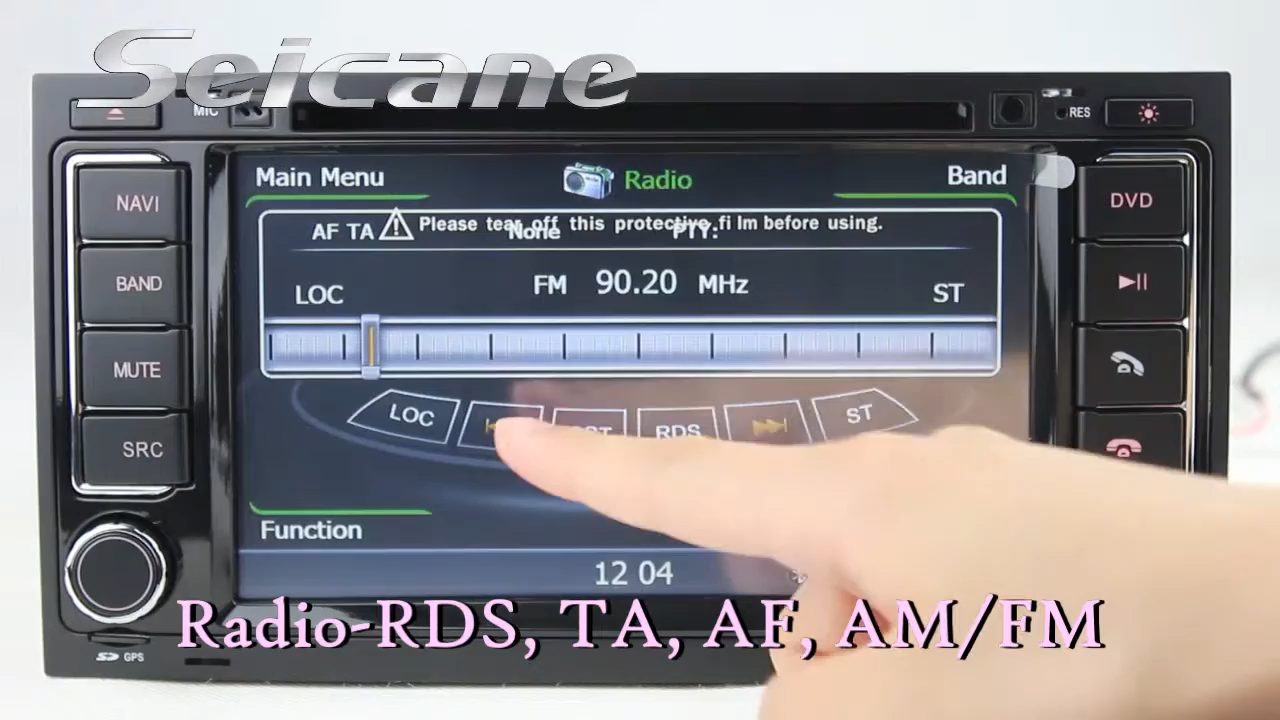 Seicane
MIC
RES
NAVI
BAND
MUTE
SRC
DVD
Main Menu
Radio
Band
AF TA
Please tear off this protective film before using.
None
PTY:
FM 90.20 MHz
LOC
ST
LOC
RDS
ST
Function
12 04
Radio-RDS, TA, AF, AM/FM
GPS